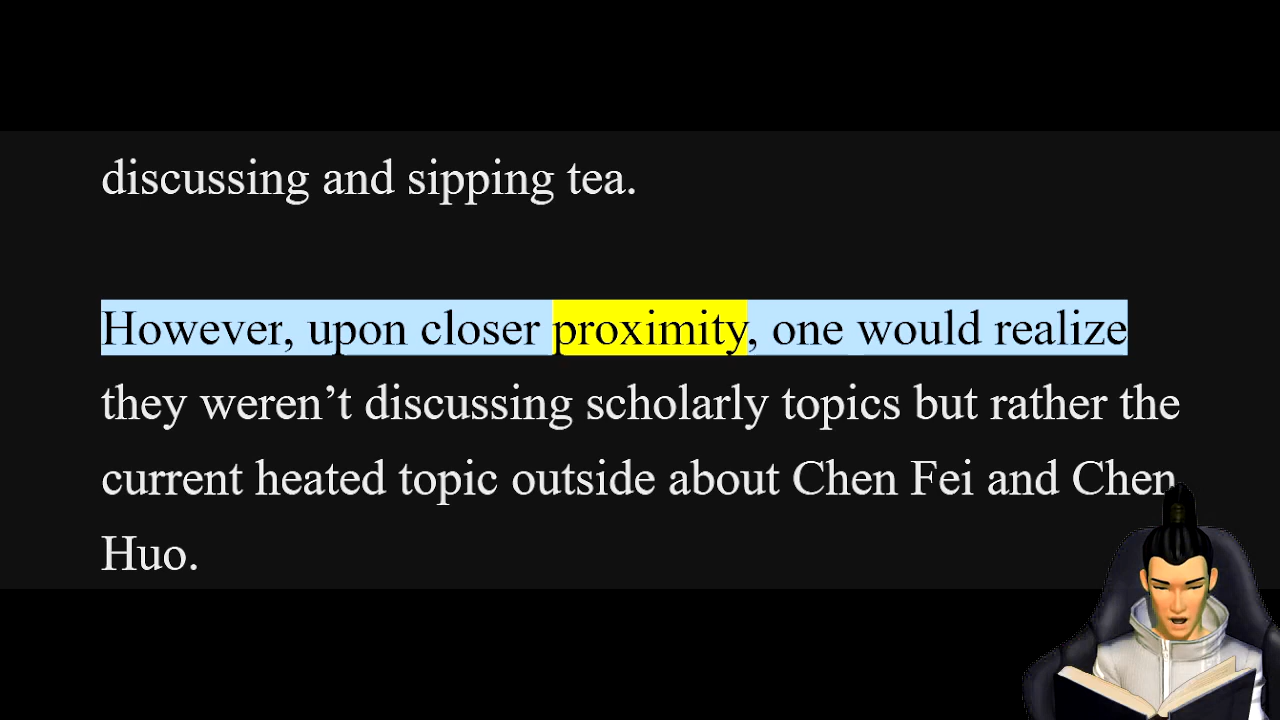 discussing and sipping tea.
However, upon closer proximity, one would realize
they weren’t discussing scholarly topics but rather the
current heated topic outside about Chen Fei and Chen
Huo.